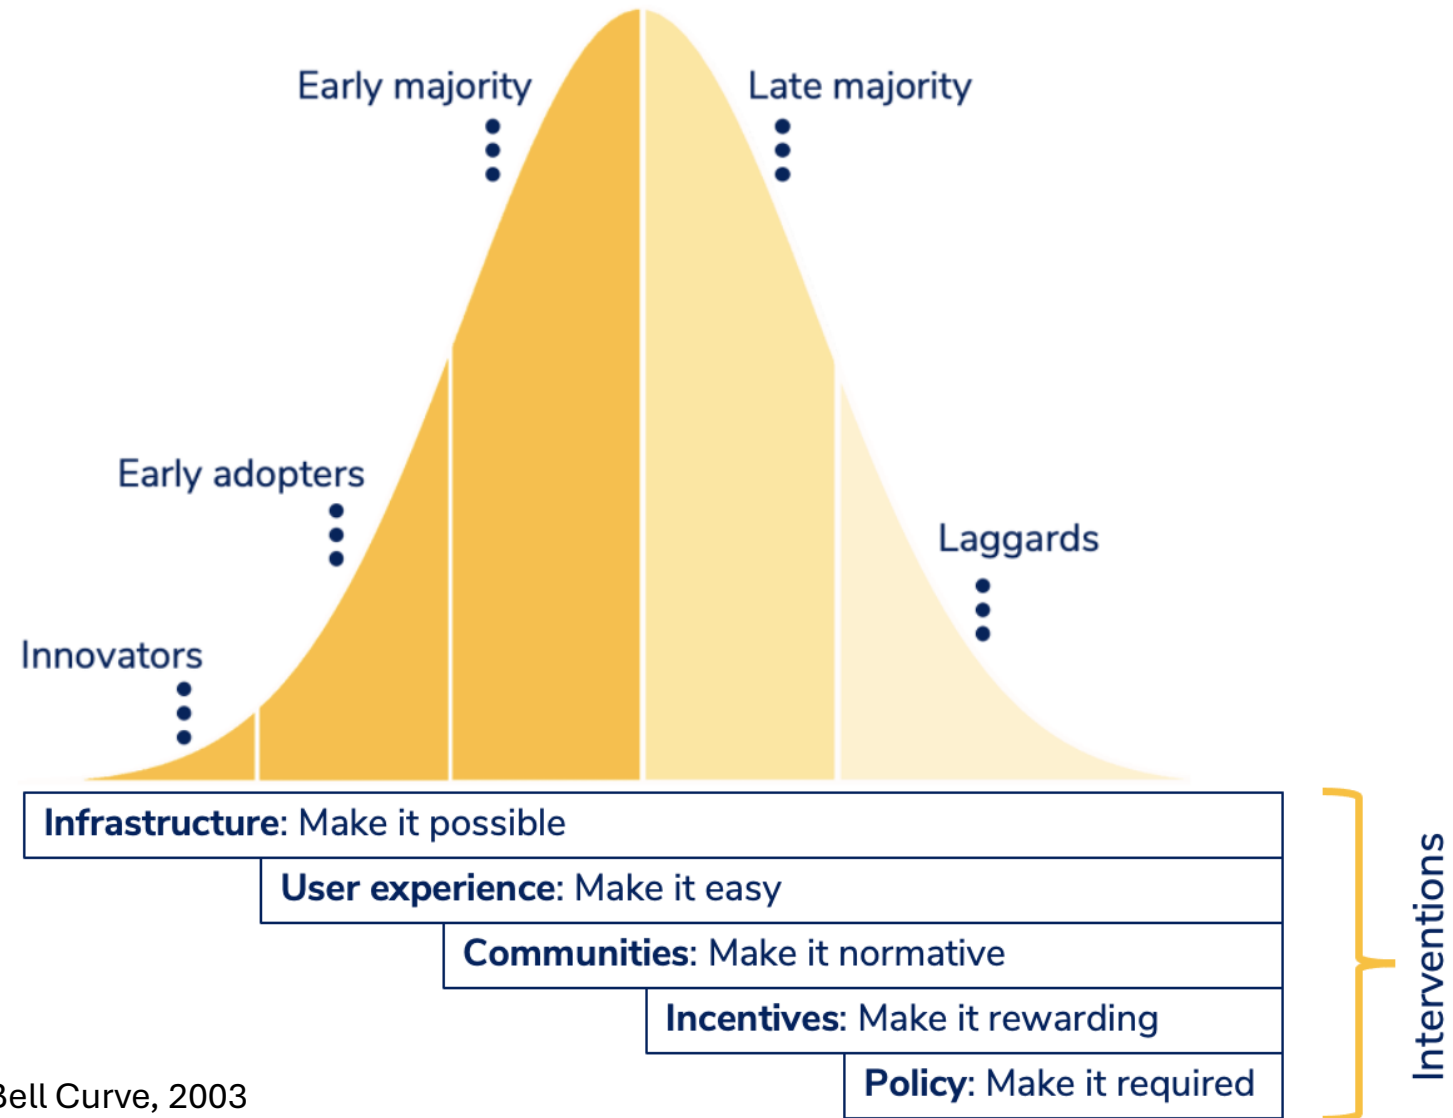 Early majority
Late majority
Early adopters
Laggards
Innovators
Infrastructure: Make it possible
User experience: Make it easy
Communities: Make it normative
Incentives: Make it rewarding
Policy: Make it required
Interventions
Bell Curve, 2003